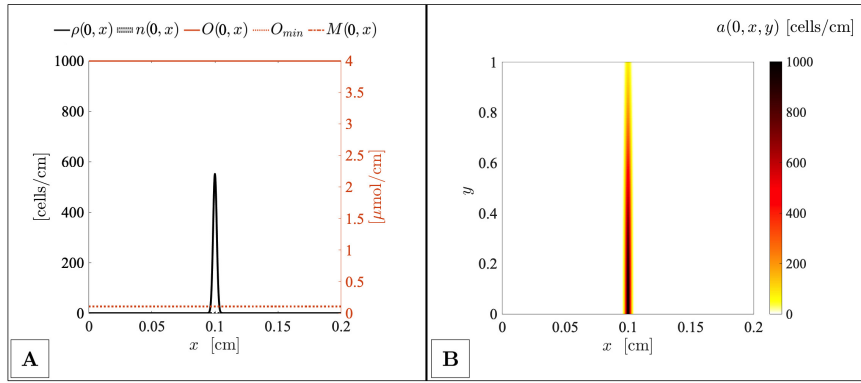 ρ(0, x) n(0, x) O(0, x) O_min M(0, x)
1000
800
600
400
200
0
[cells/cm]
4
3.5
3
2.5
2
1.5
1
0.5
0
[μmol/cm]
0 0.05 0.1 0.15 0.2
x [cm]
A
a(0, x, y) [cells/cm]
1
0.8
0.6
0.4
0.2
0
y
1000
800
600
400
200
0
0 0.05 0.1 0.15 0.2
x [cm]
B